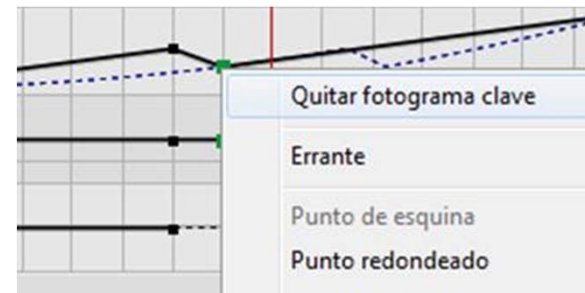 Quitar fotograma clave
Errante
Punto de esquina
Punto redondeado